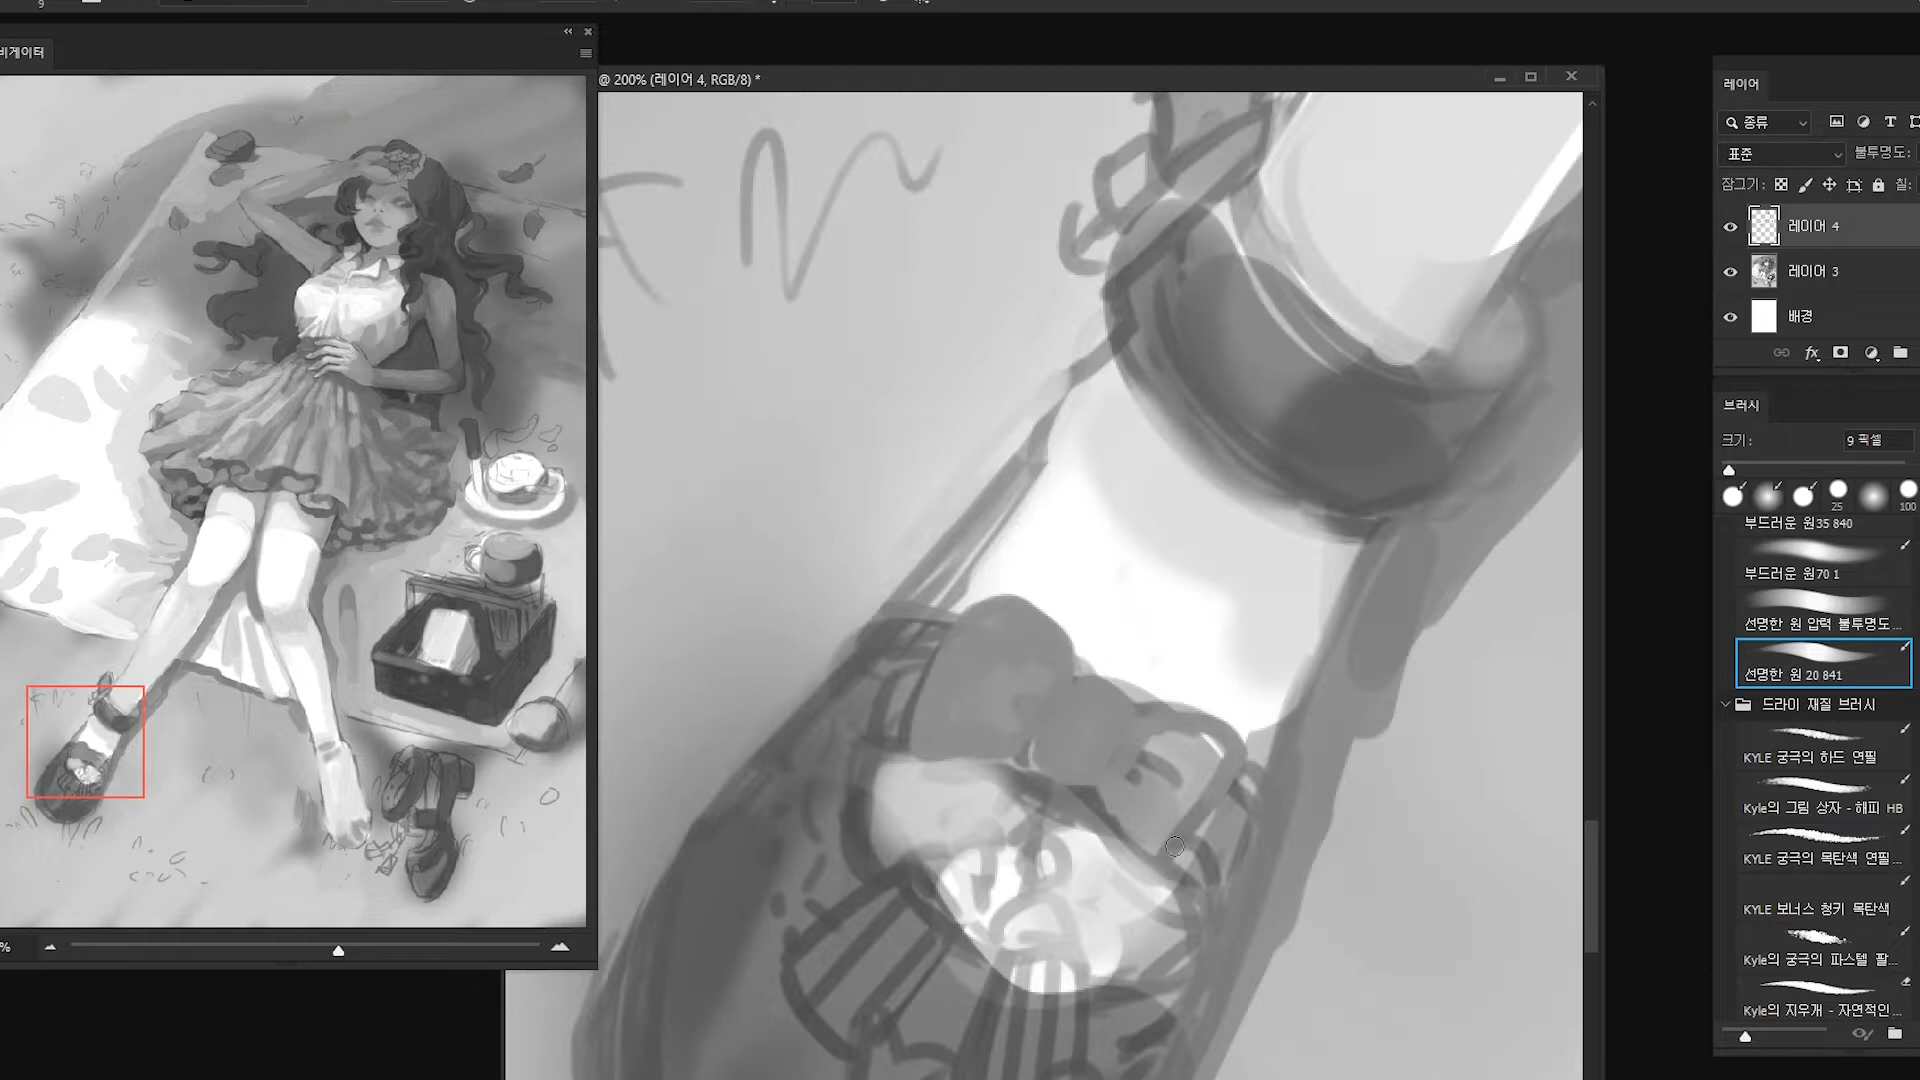 9
비게이터
@ 200% (레이어 4, RGB/8) *
%
레이어
종류
표준
불투명도:
잠그기:
칠:
레이어 4
레이어 3
배경
fx
브러시
크기:
9 픽셀
25
100
부드러운 원35 840
부드러운 원70 1
선명한 원 압력 불투명도...
선명한 원 20 841
드라이 재질 브러시
KYLE 궁극의 하드 연필
Kyle의 그림 상자 - 해피 HB
KYLE 궁극의 목탄색 연필 ...
KYLE 보너스 청키 목탄색
Kyle의 궁극의 파스텔 팔...
Kyle의 지우개 - 자연적인 ...